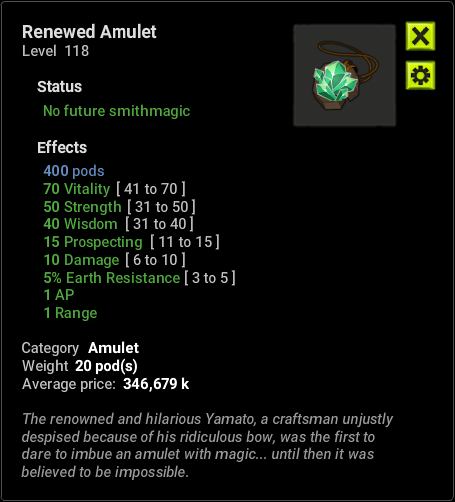 Renewed Amulet
Level 118
Status
No future smithmagic
Effects
400 pods
70 Vitality [ 41 to 70 ]
50 Strength [ 31 to 50 ]
40 Wisdom [ 31 to 40 ]
15 Prospecting [ 11 to 15 ]
10 Damage [ 6 to 10 ]
5% Earth Resistance [ 3 to 5 ]
1 AP
1 Range
Category Amulet
Weight 20 pod(s)
Average price: 346,679 k
The renowned and hilarious Yamato, a craftsman unjustly
despised because of his ridiculous bow, was the first to
dare to imbue an amulet with magic... until then it was
believed to be impossible.